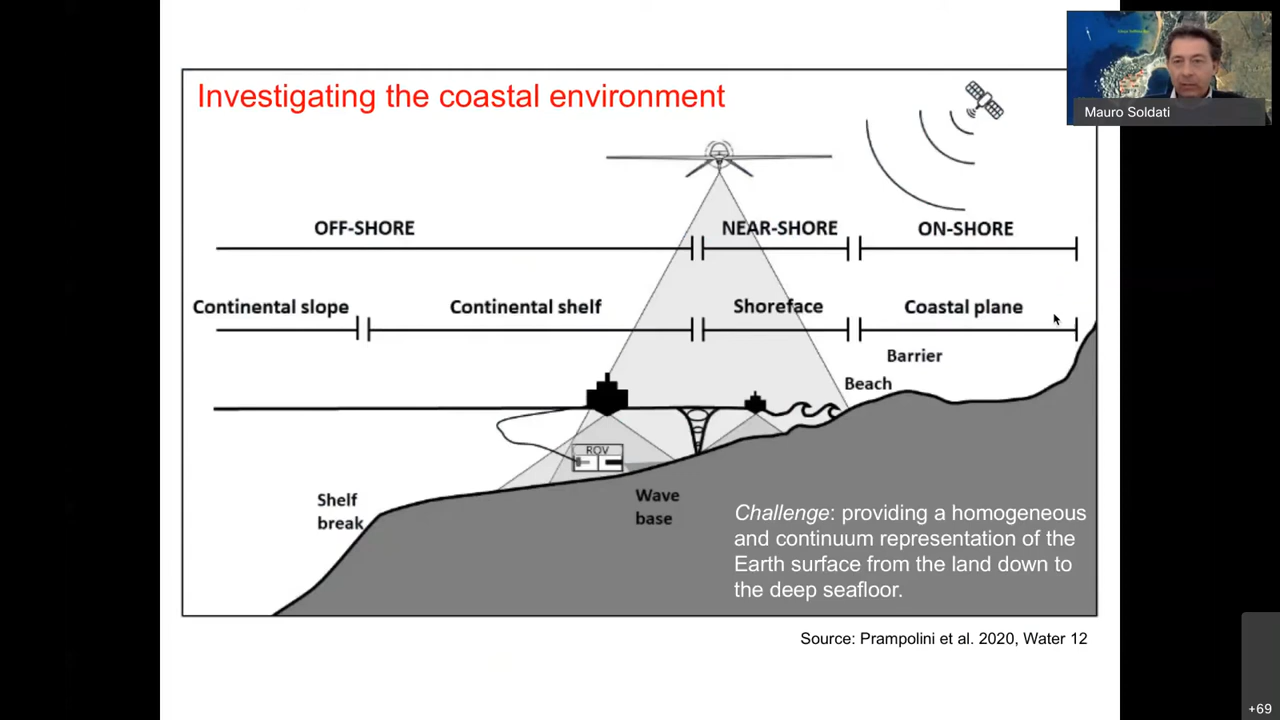 Investigating the coastal environment
Mauro Soldati
OFF-SHORE
NEAR-SHORE
ON-SHORE
Continental slope
Continental shelf
Shoreface
Coastal plane
Barrier
Beach
ROV
Shelf
break
Wave
base
Challenge: providing a homogeneous
and continuum representation of the
Earth surface from the land down to
the deep seafloor.
Source: Prampolini et al. 2020, Water 12
+69